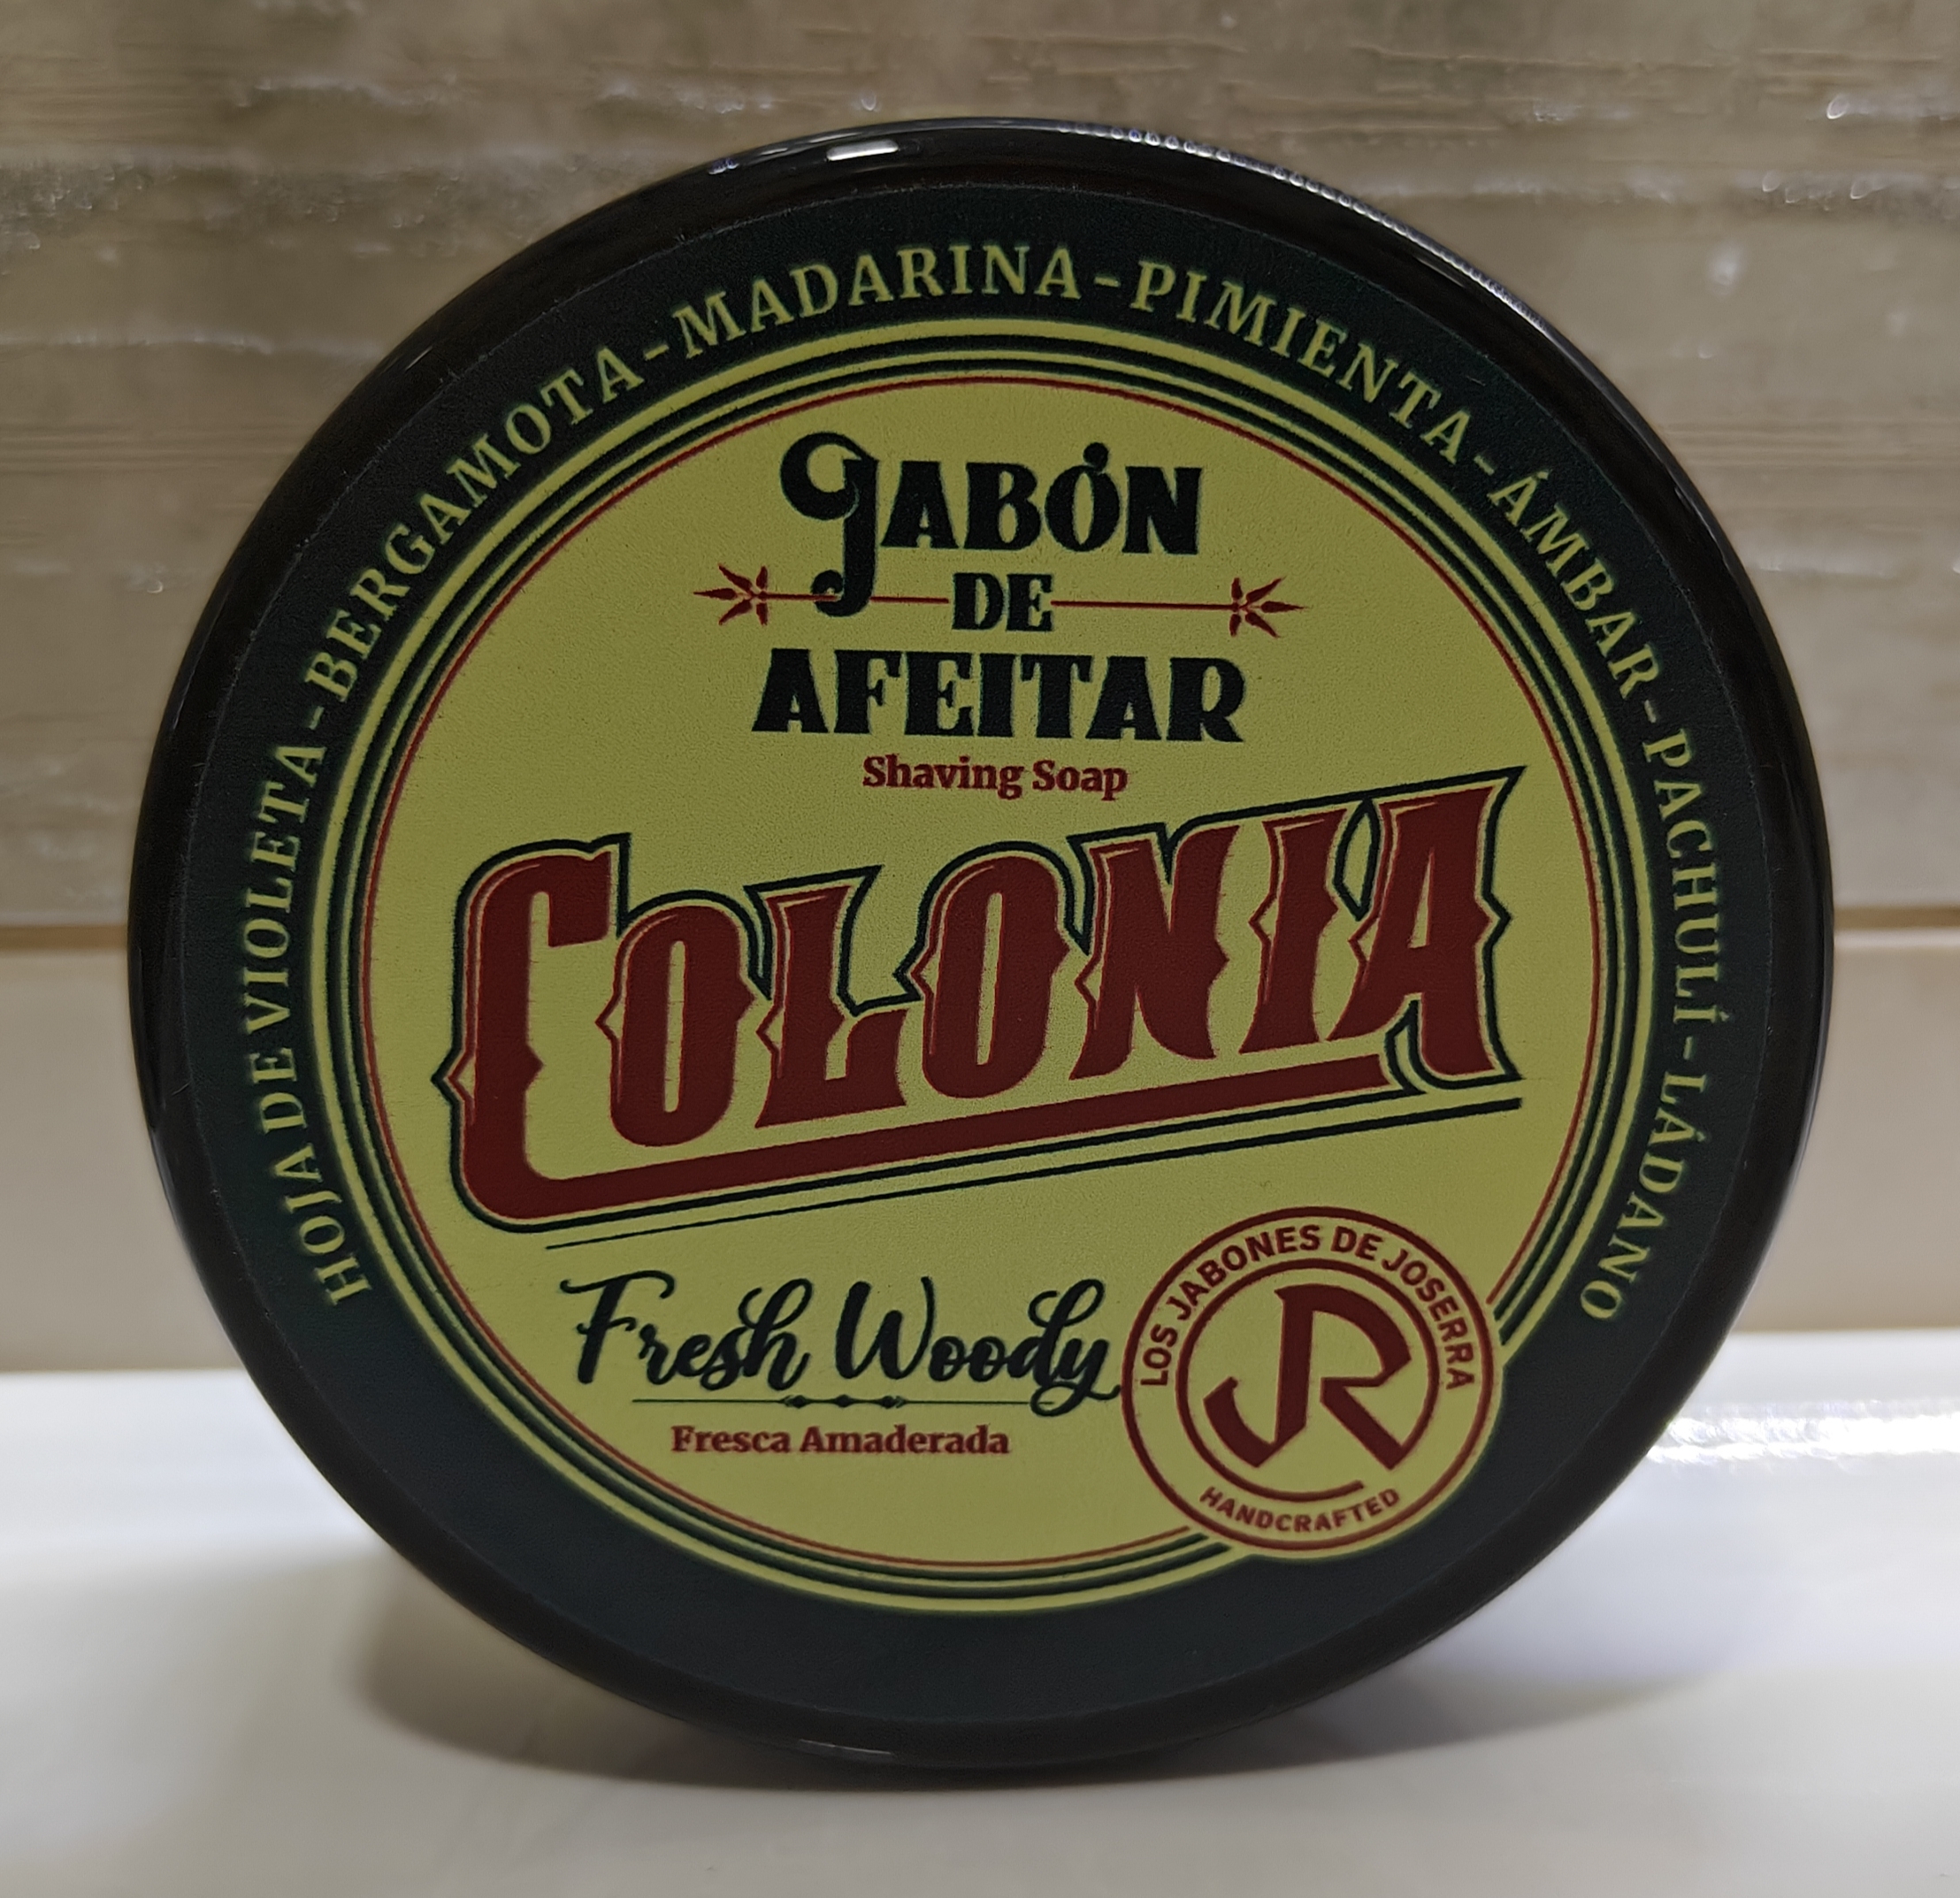 HOJA DE VIOLETA-BERGAMOTA-MADARINA-PIMIENTA-ÁMBAR-PACHULÍ-LÁDANO
JABÓN
DE
AFEITAR
Shaving Soap
COLONIA
Fresh Woody
Fresca Amaderada
LOS JABONES DE JOSERRA
JR
HANDCRAFTED